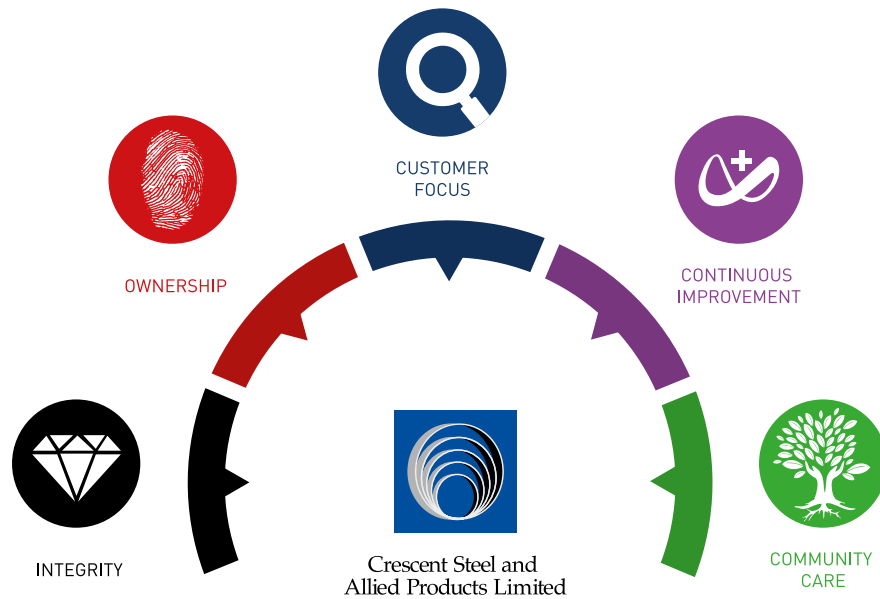 CUSTOMER
FOCUS
OWNERSHIP
CONTINUOUS
IMPROVEMENT
INTEGRITY
COMMUNITY
CARE
Crescent Steel and
Allied Products Limited